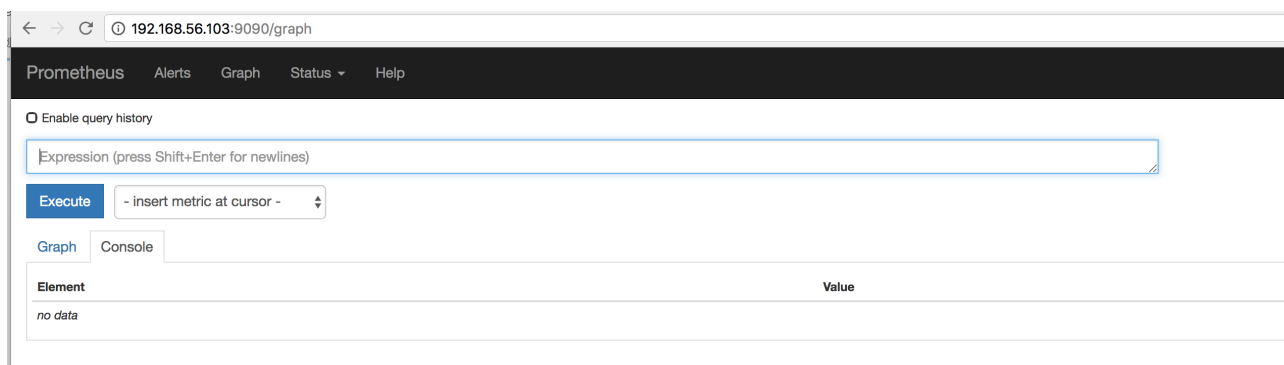 192.168.56.103:9090/graph
Prometheus Alerts Graph Status Help
Enable query history
Expression (press Shift+Enter for newlines)
Execute - insert metric at cursor -
Graph Console
Element Value
no data